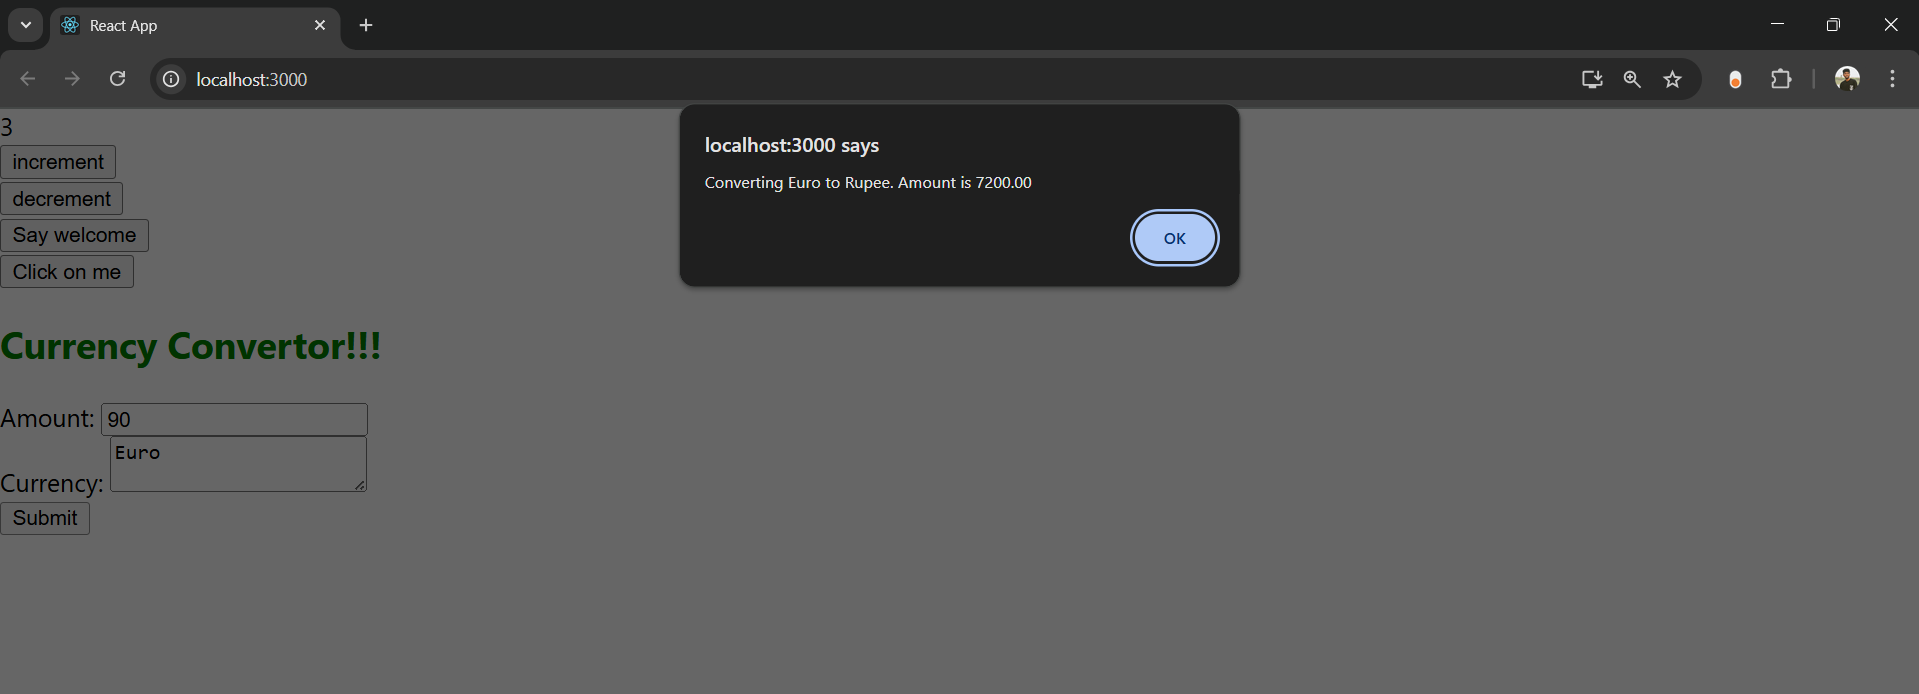 React App
localhost:3000
3
increment
decrement
Say welcome
Click on me
localhost:3000 says
Converting Euro to Rupee. Amount is 7200.00
OK
Currency Convertor!!!
Amount: 90
Currency: Euro
Submit